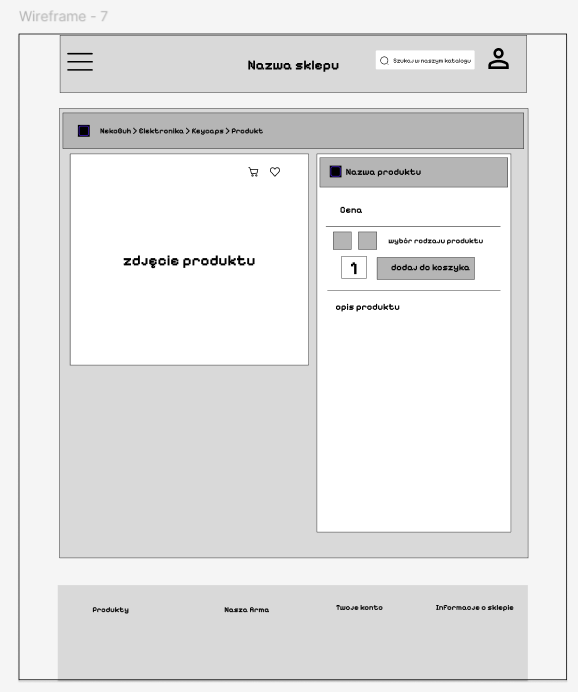 Wireframe - 7
Nazwa sklepu
Szukaj w naszym katalogu
NekoGuh > Elektronika > Keycaps > Produkt
Nazwa produktu
Cena
zdjęcie produktu
wybór rodzaju produktu
1
dodaj do koszyka
opis produktu
Produkty
Nasza firma
Twoje konto
Informacje o sklepie